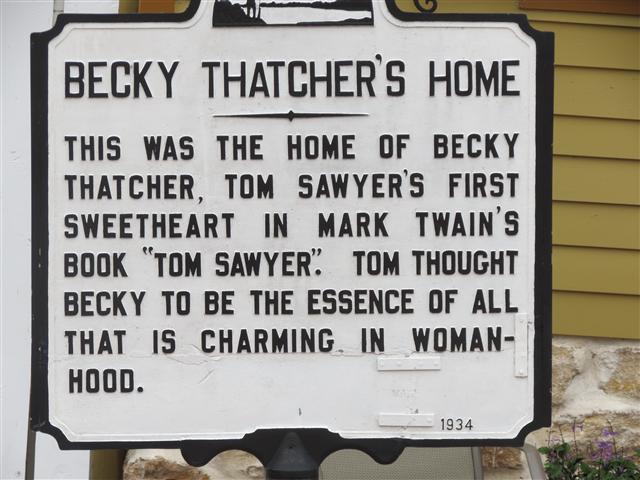 BECKY THATCHER'S HOME
THIS WAS THE HOME OF BECKY
THATCHER, TOM SAWYER'S FIRST
SWEETHEART IN MARK TWAIN'S
BOOK "TOM SAWYER". TOM THOUGHT
BECKY TO BE THE ESSENCE OF ALL
THAT IS CHARMING IN WOMAN-
HOOD.
1934